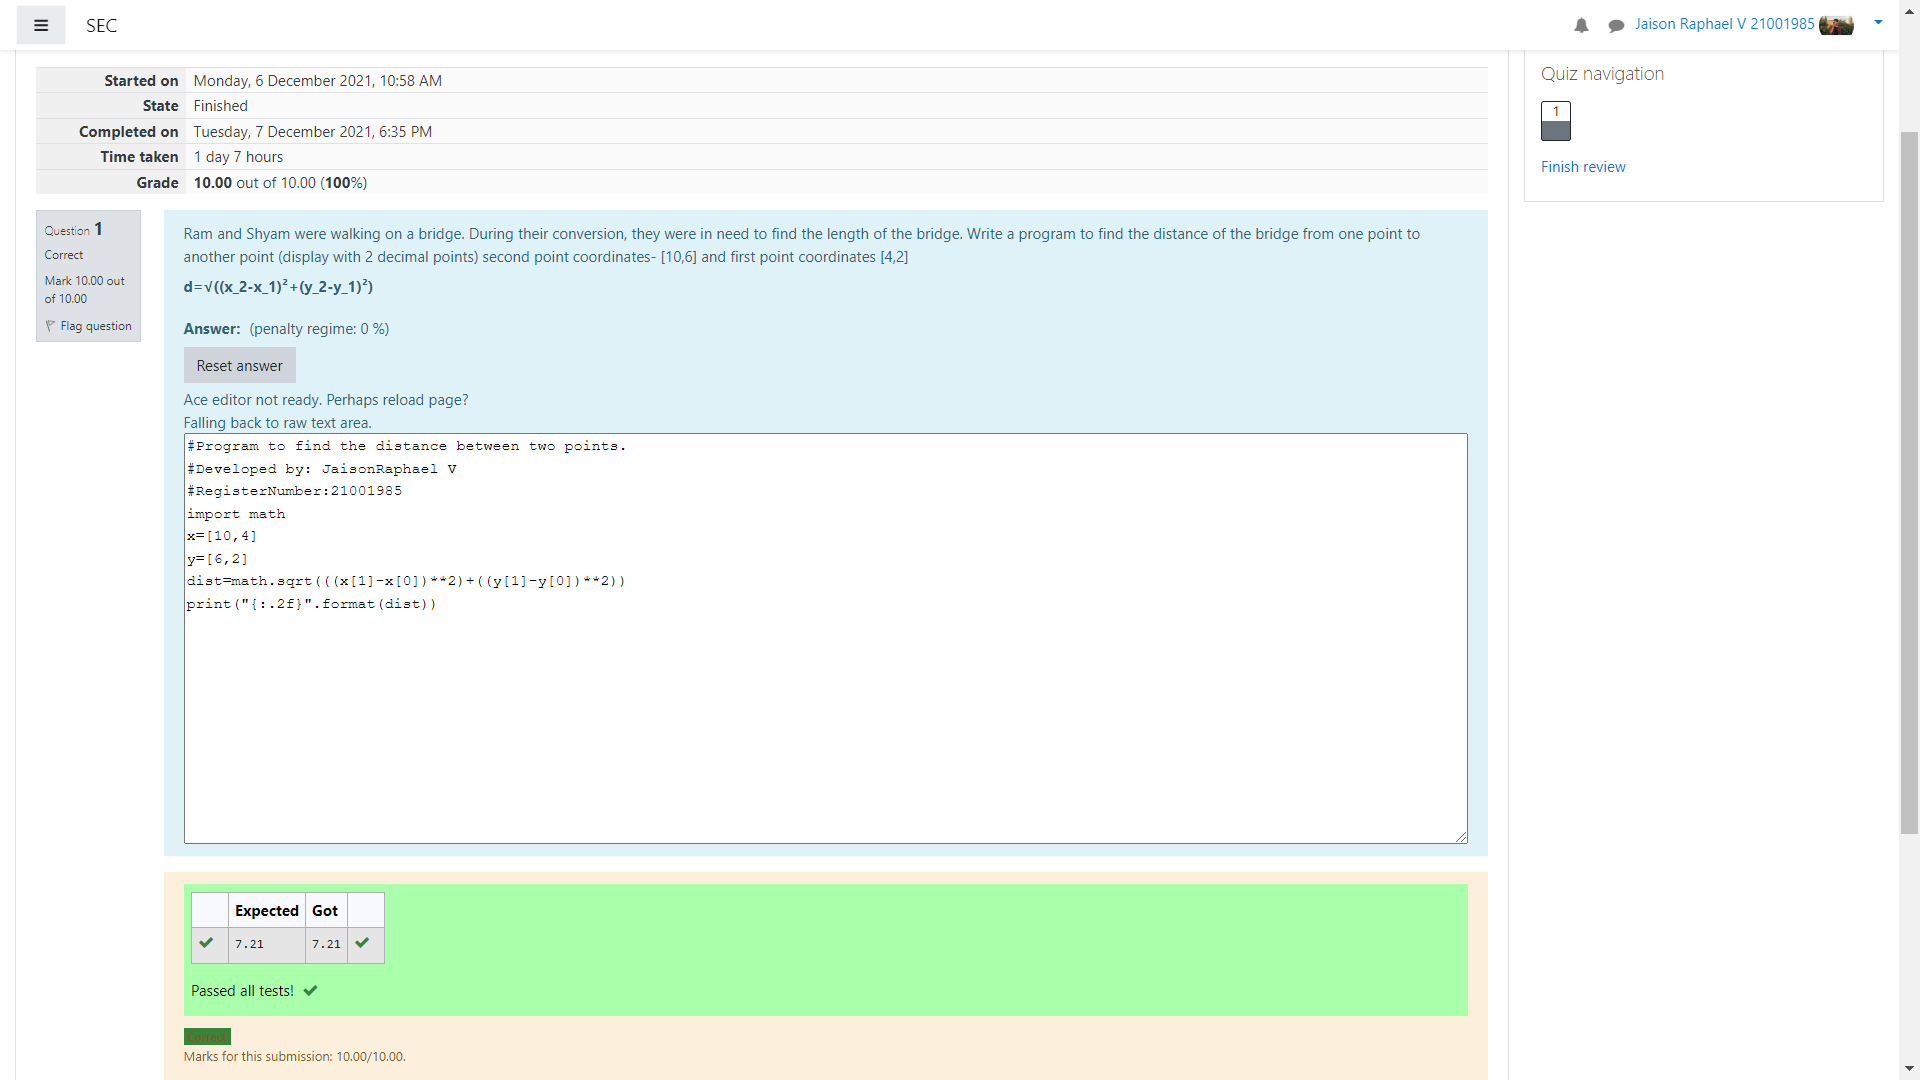 SEC
Jaison Raphael V 21001985
Started on Monday, 6 December 2021, 10:58 AM
State Finished
Completed on Tuesday, 7 December 2021, 6:35 PM
Time taken 1 day 7 hours
Grade 10.00 out of 10.00 (100%)
Quiz navigation
1
Finish review
Question 1
Correct
Mark 10.00 out
of 10.00
Flag question
Ram and Shyam were walking on a bridge. During their conversion, they were in need to find the length of the bridge. Write a program to find the distance of the bridge from one point to
another point (display with 2 decimal points) second point coordinates- [10,6] and first point coordinates [4,2]
d=√((x_2-x_1)²+(y_2-y_1)²)
Answer: (penalty regime: 0 %)
Reset answer
Ace editor not ready. Perhaps reload page?
Falling back to raw text area.
#Program to find the distance between two points.
#Developed by: JaisonRaphael V
#RegisterNumber:21001985
import math
x=[10,4]
y=[6,2]
dist=math.sqrt(((x[1]-x[0])**2)+((y[1]-y[0])**2))
print("{:.2f}".format(dist))
Expected Got
7.21 7.21
Passed all tests!
Correct
Marks for this submission: 10.00/10.00.